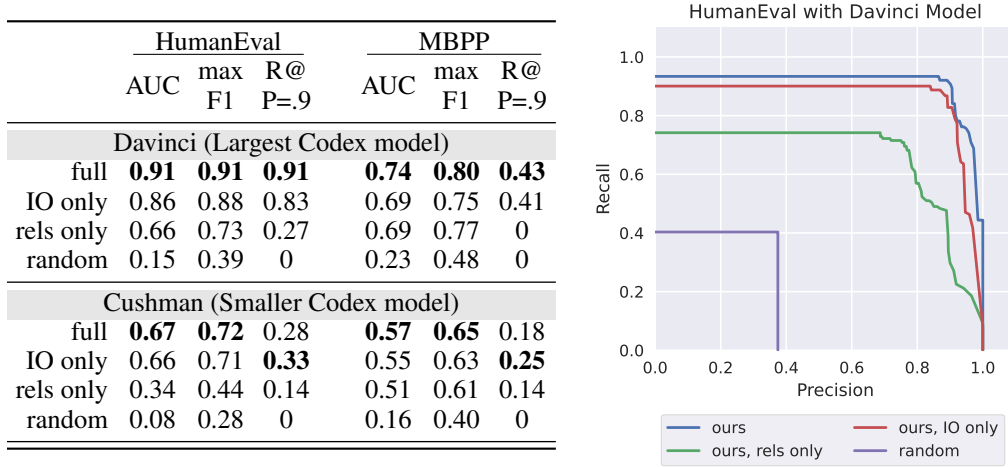 HumanEval MBPP
AUC max F1 R@ P=.9 AUC max F1 R@ P=.9
Davinci (Largest Codex model)
full 0.91 0.91 0.91 0.74 0.80 0.43
IO only 0.86 0.88 0.83 0.69 0.75 0.41
rels only 0.66 0.73 0.27 0.69 0.77 0
random 0.15 0.39 0 0.23 0.48 0
Cushman (Smaller Codex model)
full 0.67 0.72 0.28 0.57 0.65 0.18
IO only 0.66 0.71 0.33 0.55 0.63 0.25
rels only 0.34 0.44 0.14 0.51 0.61 0.14
random 0.08 0.28 0 0.16 0.40 0
HumanEval with Davinci Model
1.0
0.8
0.6
0.4
0.2
0.0
Recall
0.0 0.2 0.4 0.6 0.8 1.0
Precision
ours ours, IO only
ours, rels only random